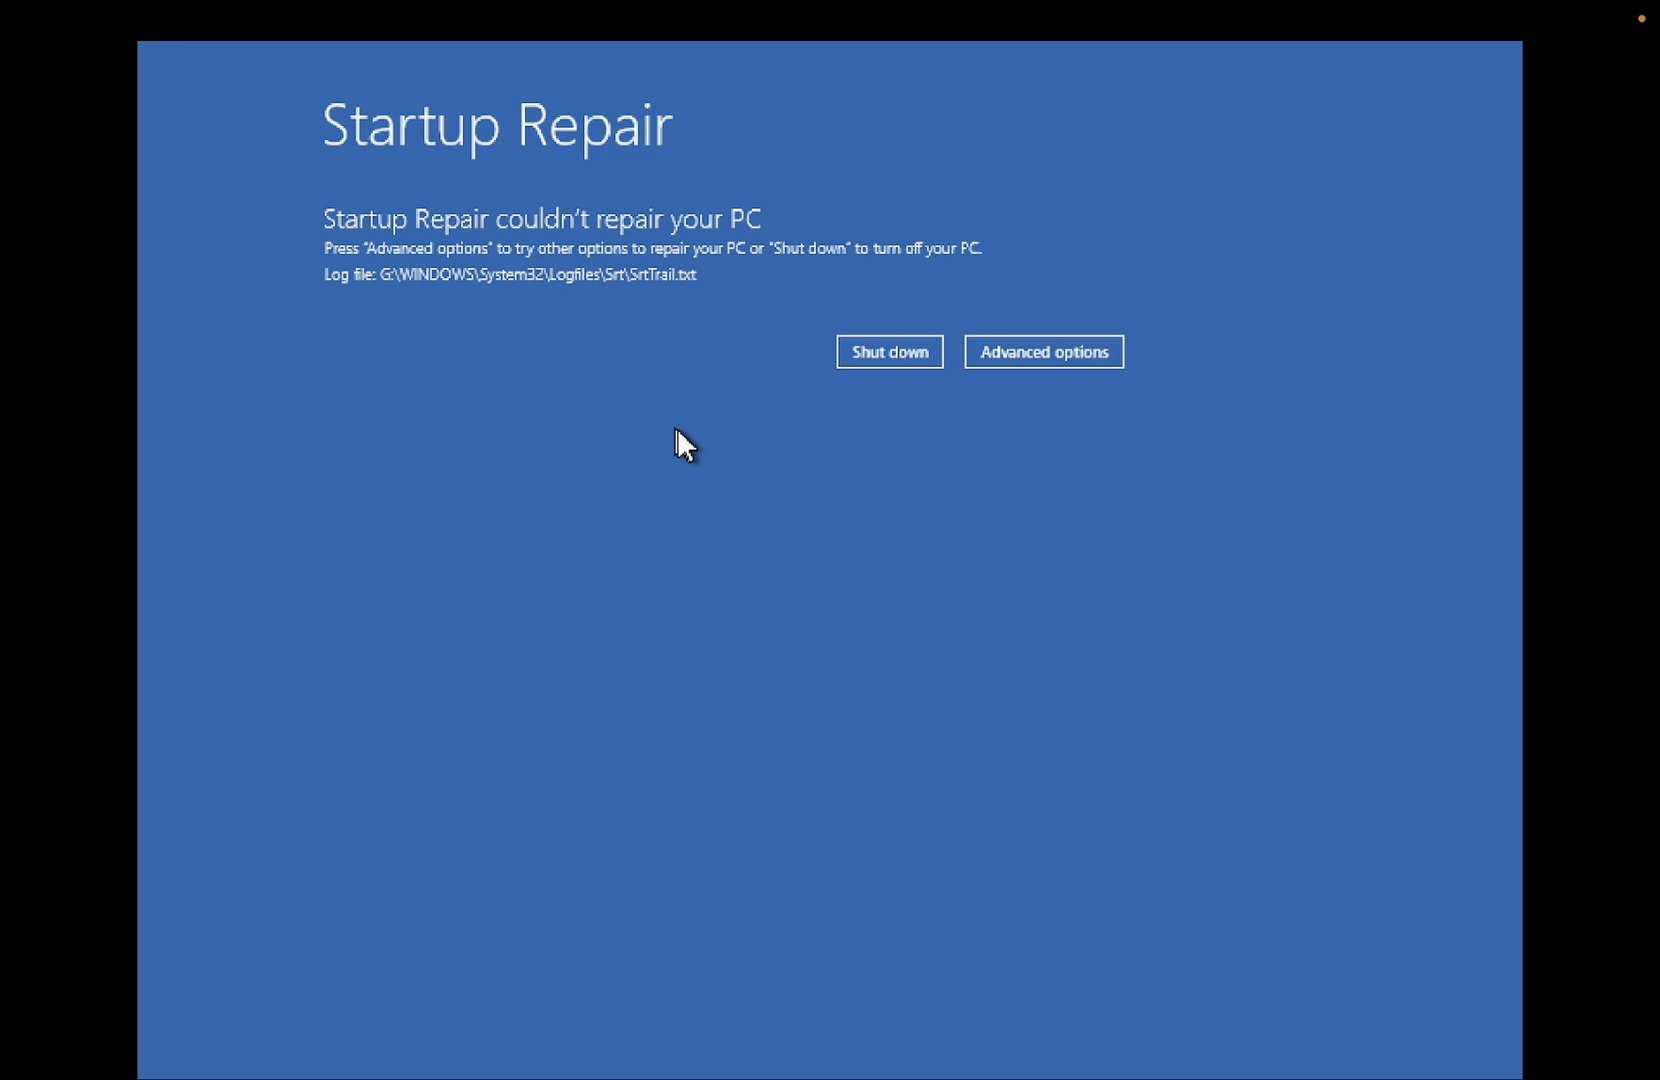 Startup Repair
Startup Repair couldn't repair your PC
Press "Advanced options" to try other options to repair your PC or "Shut down" to turn off your PC.
Log file: G:\WINDOWS\System32\Logfiles\Srt\SrtTrail.txt
Shut down
Advanced options